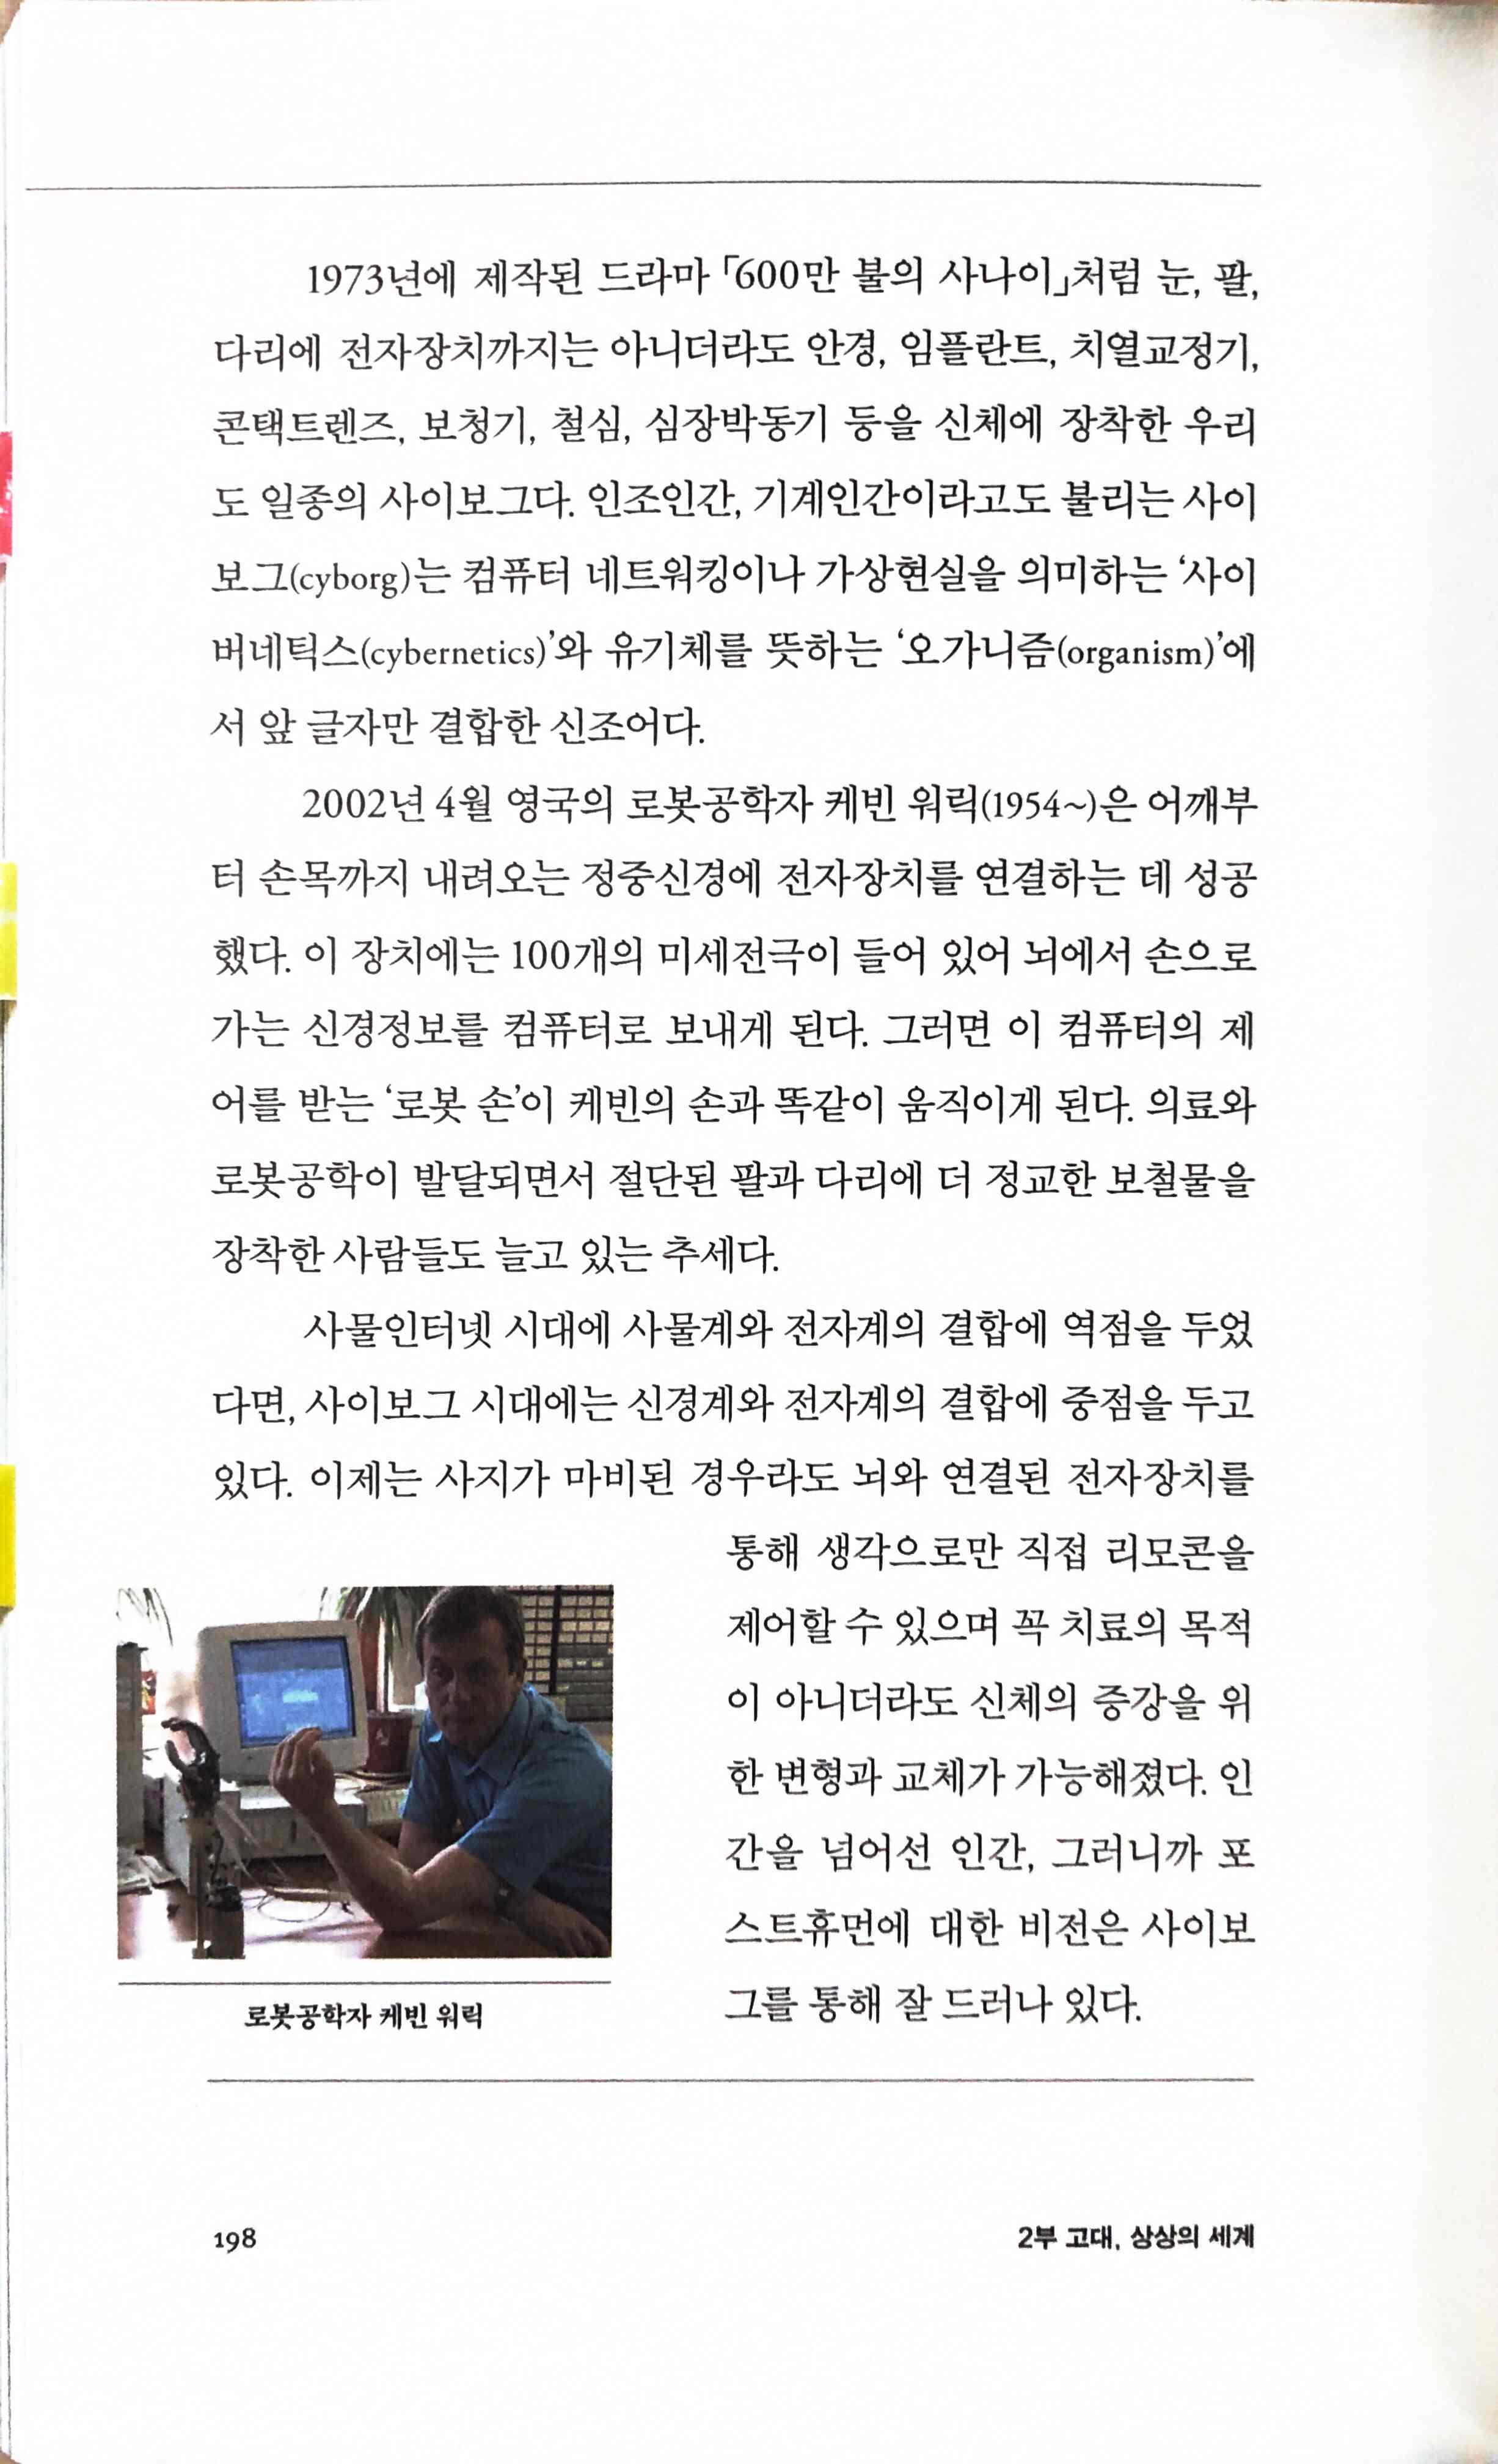 1973년에 제작된 드라마 「600만 불의 사나이」처럼 눈, 팔,
다리에 전자장치까지는 아니더라도 안경, 임플란트, 치열교정기,
콘택트렌즈, 보청기, 철심, 심장박동기 등을 신체에 장착한 우리
도 일종의 사이보그다. 인조인간, 기계인간이라고도 불리는 사이
보그(cyborg)는 컴퓨터 네트워킹이나 가상현실을 의미하는 ‘사이
버네틱스(cybernetics)’와 유기체를 뜻하는 ‘오가니즘(organism)’에
서 앞 글자만 결합한 신조어다.
2002년 4월 영국의 로봇공학자 케빈 워릭(1954~)은 어깨부
터 손목까지 내려오는 정중신경에 전자장치를 연결하는 데 성공
했다. 이 장치에는 100개의 미세전극이 들어 있어 뇌에서 손으로
가는 신경정보를 컴퓨터로 보내게 된다. 그러면 이 컴퓨터의 제
어를 받는 ‘로봇 손’이 케빈의 손과 똑같이 움직이게 된다. 의료와
로봇공학이 발달되면서 절단된 팔과 다리에 더 정교한 보철물을
장착한 사람들도 늘고 있는 추세다.
사물인터넷 시대에 사물계와 전자계의 결합에 역점을 두었
다면, 사이보그 시대에는 신경계와 전자계의 결합에 중점을 두고
있다. 이제는 사지가 마비된 경우라도 뇌와 연결된 전자장치를
통해 생각으로만 직접 리모콘을
제어할 수 있으며 꼭 치료의 목적
이 아니더라도 신체의 증강을 위
한 변형과 교체가 가능해졌다. 인
간을 넘어선 인간, 그러니까 포
스트휴먼에 대한 비전은 사이보
그를 통해 잘 드러나 있다.
로봇공학자 케빈 워릭
198
2부 고대, 상상의 세계